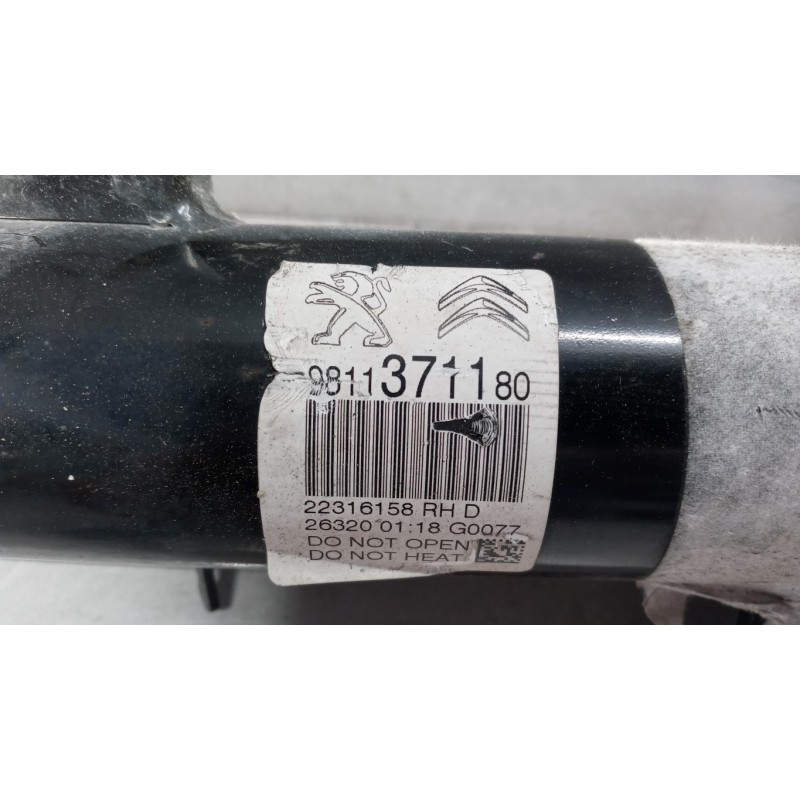 9811371180
22316158 RH D
26320 01:18 G0077
DO NOT OPEN
DO NOT HEAT